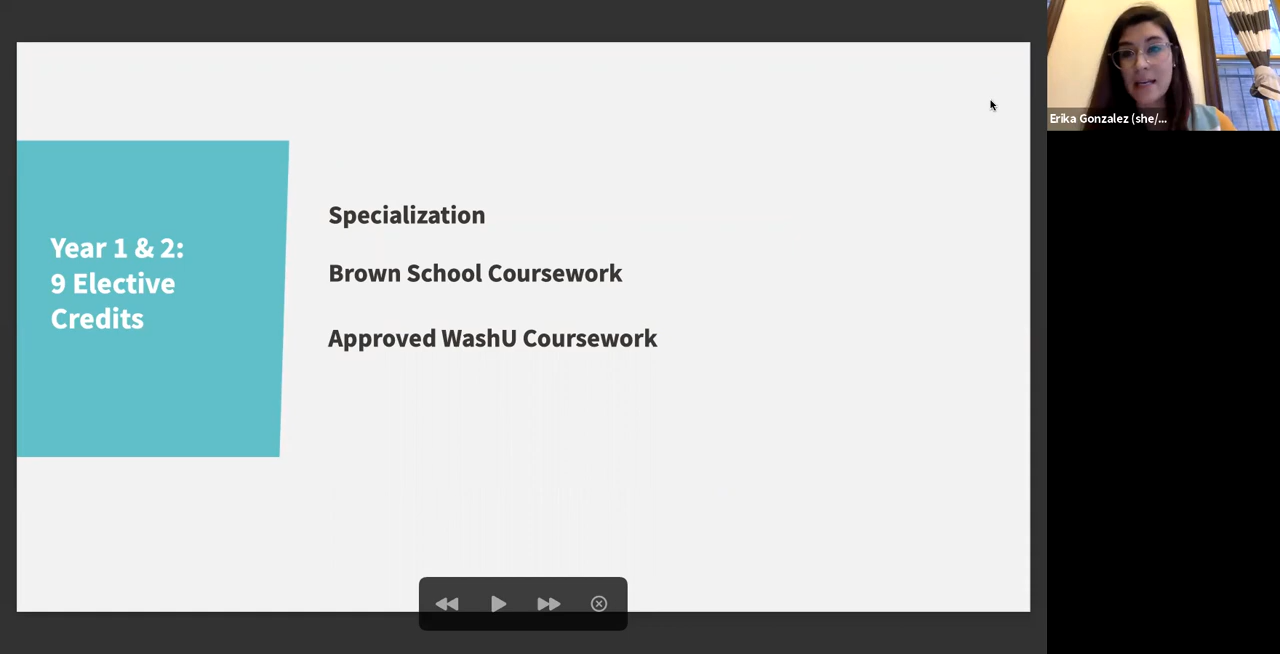 Year 1 & 2:
9 Elective
Credits
Specialization
Brown School Coursework
Approved WashU Coursework
Erika Gonzalez (she/...